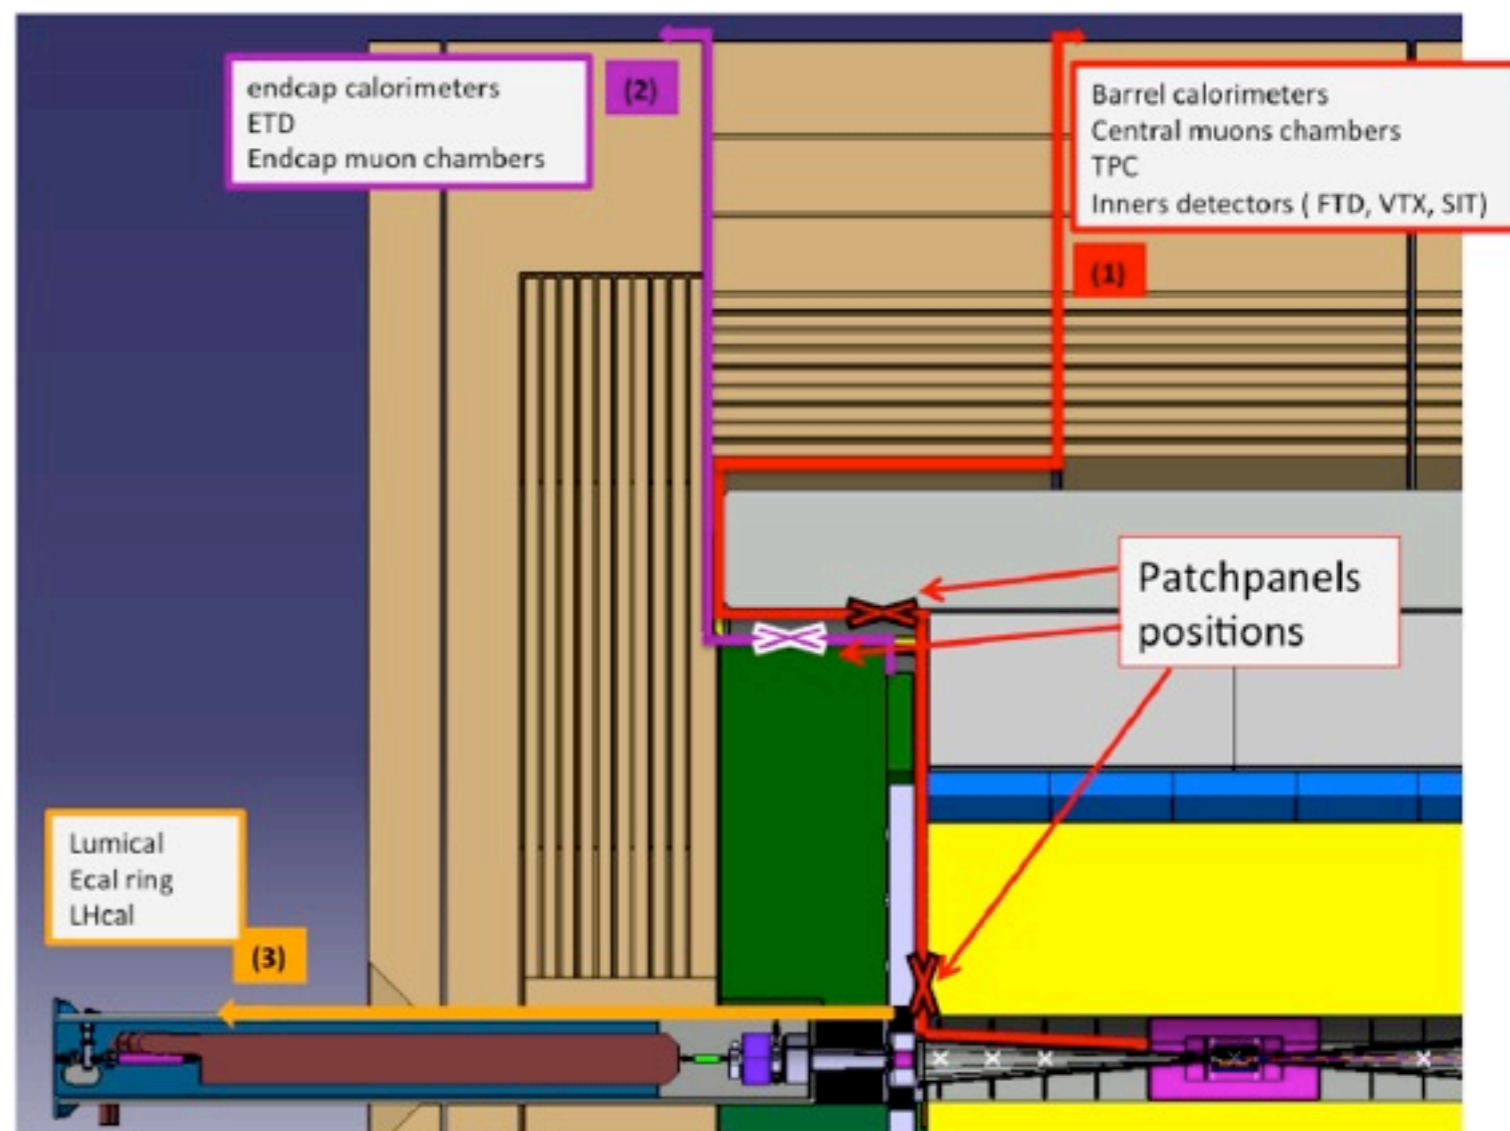 endcap calorimeters
ETD
Endcap muon chambers
(2)
Barrel calorimeters
Central muons chambers
TPC
Inners detectors ( FTD, VTX, SIT)
(1)
Patchpanels
positions
Lumical
Ecal ring
LHcal
(3)